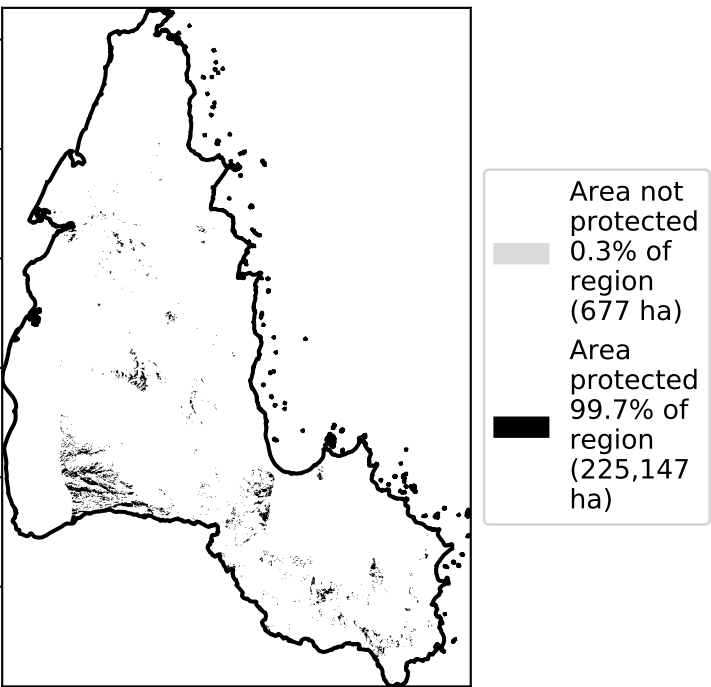 Area not
protected
0.3% of
region
(677 ha)
Area
protected
99.7% of
region
(225,147
ha)